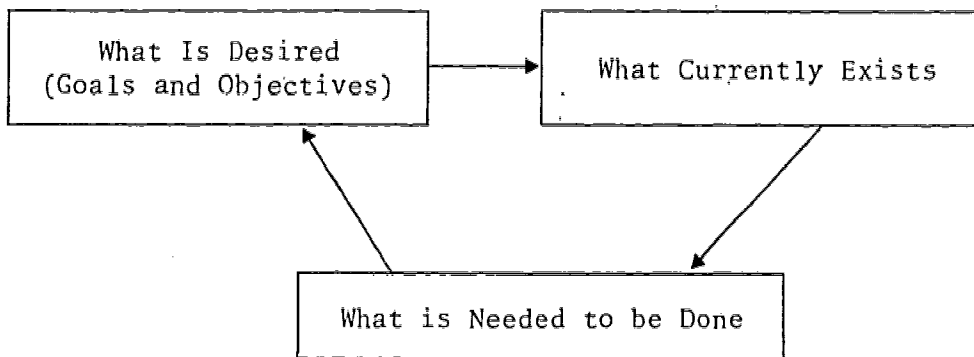 What Is Desired
(Goals and Objectives)
What Currently Exists
What is Needed to be Done